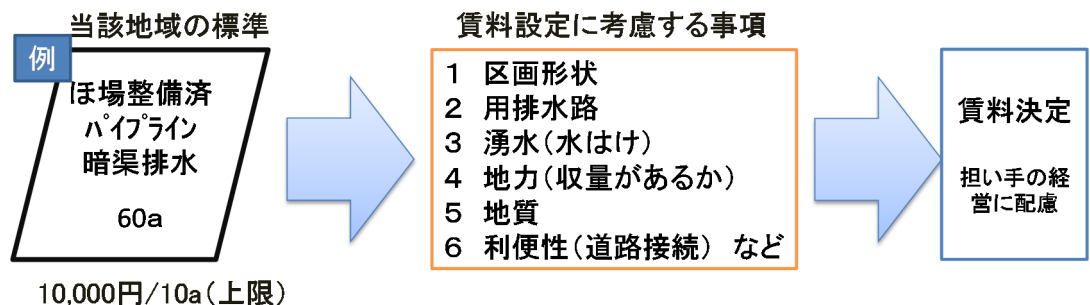 当該地域の標準
例
ほ場整備済
ﾊﾟｲﾌﾟﾗｲﾝ
暗渠排水
60a
10,000円/10a(上限)
賃料設定に考慮する事項
1 区画形状
2 用排水路
3 湧水(水はけ)
4 地力(収量があるか)
5 地質
6 利便性(道路接続) など
賃料決定
担い手の経
営に配慮